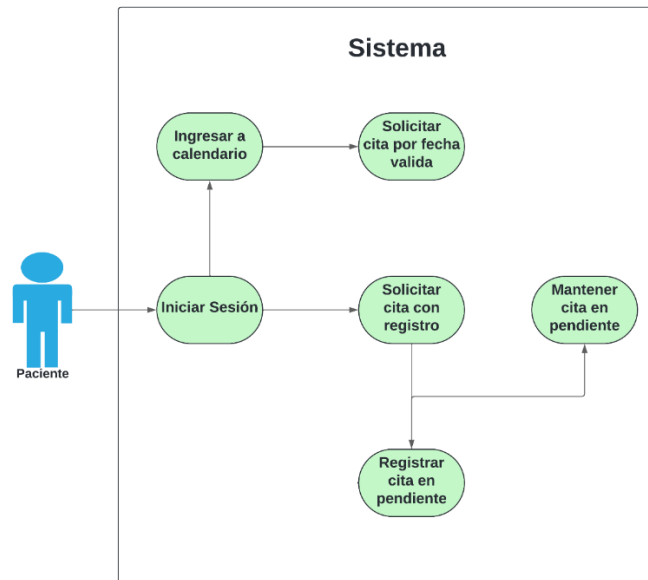 Sistema
Ingresar a
calendario
Solicitar
cita por fecha
valida
Iniciar Sesión
Solicitar
cita con
registro
Mantener
cita en
pendiente
Paciente
Registrar
cita en
pendiente